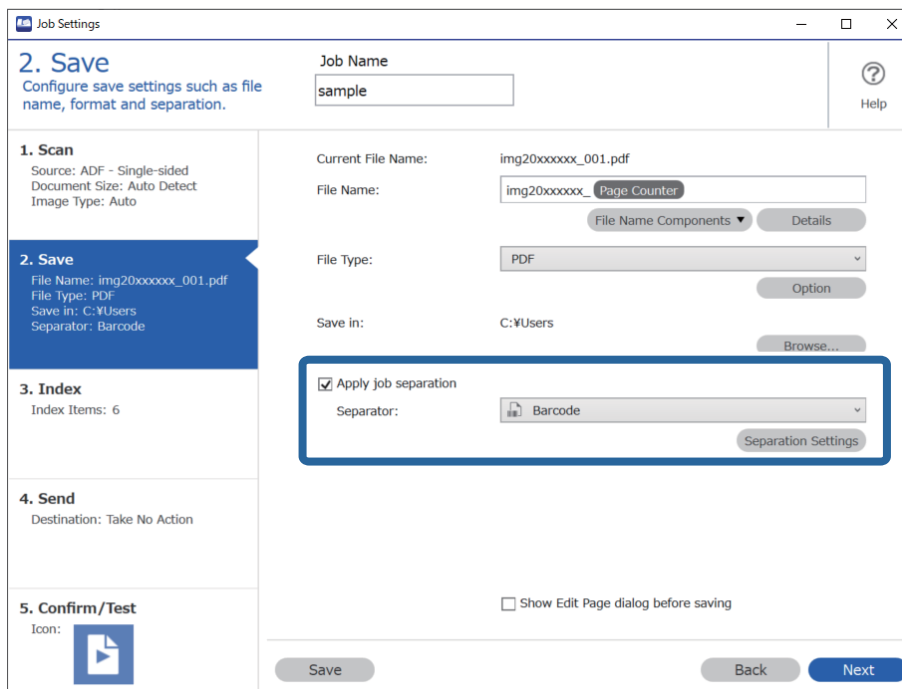 Job Settings
2. Save
Configure save settings such as file
name, format and separation.
Job Name
sample
Help
1. Scan
Source: ADF - Single-sided
Document Size: Auto Detect
Image Type: Auto
2. Save
File Name: img20xxxxxx_001.pdf
File Type: PDF
Save in: C:¥Users
Separator: Barcode
3. Index
Index Items: 6
4. Send
Destination: Take No Action
5. Confirm/Test
Icon:
Current File Name: img20xxxxxx_001.pdf
File Name: img20xxxxxx_ Page Counter
File Name Components ▼ Details
File Type: PDF
Option
Save in: C:¥Users
Browse...
Apply job separation
Separator: Barcode
Separation Settings
Show Edit Page dialog before saving
Save Back Next